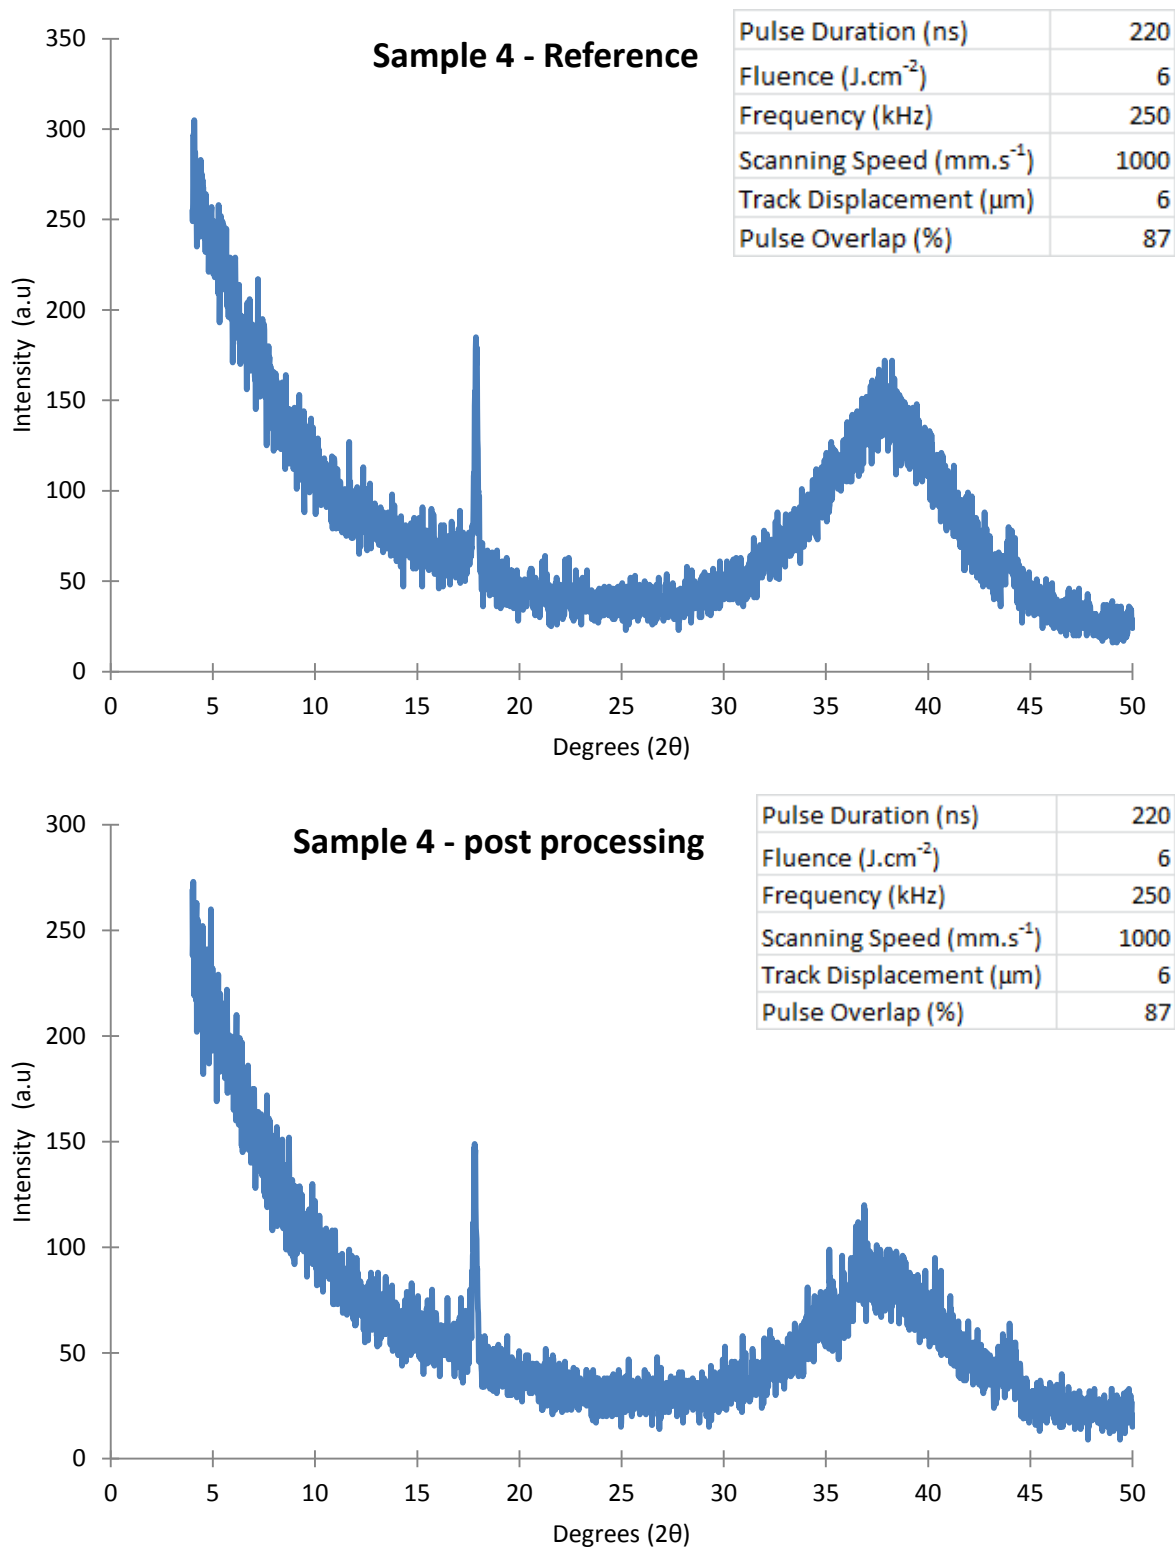 Sample 4 - Reference
Pulse Duration (ns) 220
Fluence (J.cm⁻²) 6
Frequency (kHz) 250
Scanning Speed (mm.s⁻¹) 1000
Track Displacement (µm) 6
Pulse Overlap (%) 87
350
300
250
200
150
100
50
0
Intensity (a.u)
0 5 10 15 20 25 30 35 40 45 50
Degrees (2θ)
Sample 4 - post processing
Pulse Duration (ns) 220
Fluence (J.cm⁻²) 6
Frequency (kHz) 250
Scanning Speed (mm.s⁻¹) 1000
Track Displacement (µm) 6
Pulse Overlap (%) 87
300
250
200
150
100
50
0
Intensity (a.u)
0 5 10 15 20 25 30 35 40 45 50
Degrees (2θ)